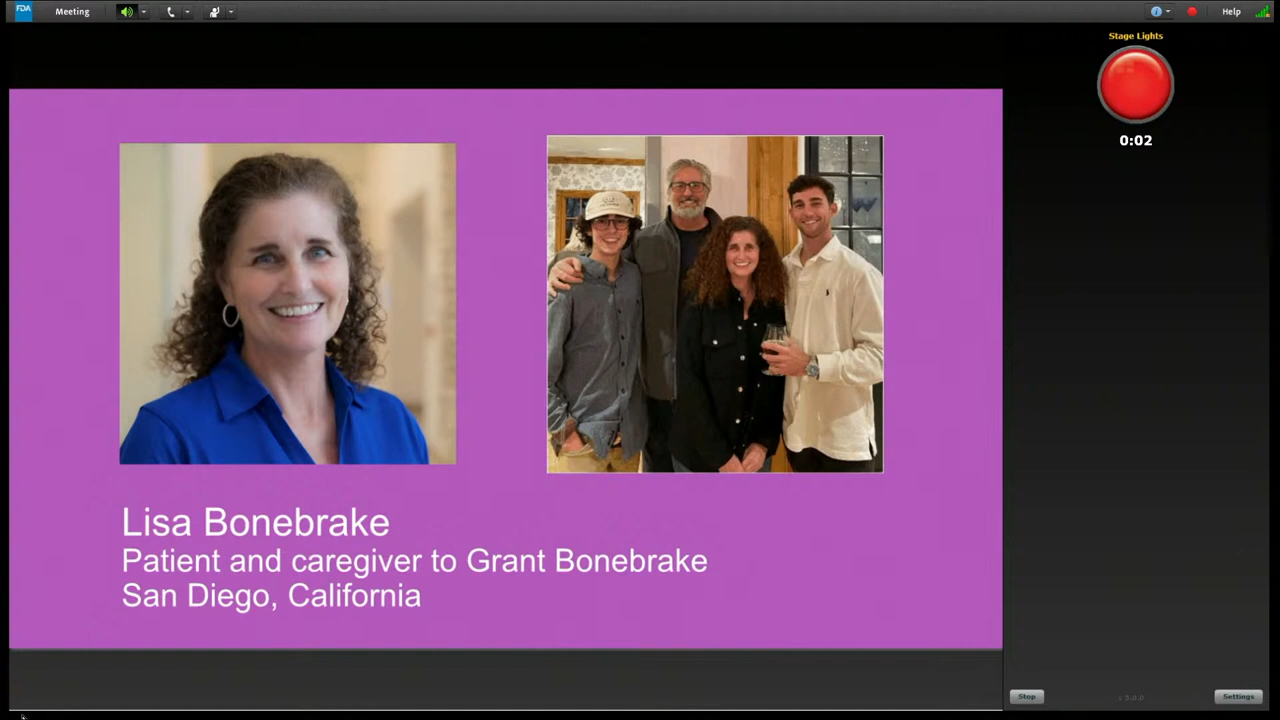 FDA
Meeting
Help
Stage Lights
0:02
Lisa Bonebrake
Patient and caregiver to Grant Bonebrake
San Diego, California
Stop
Settings